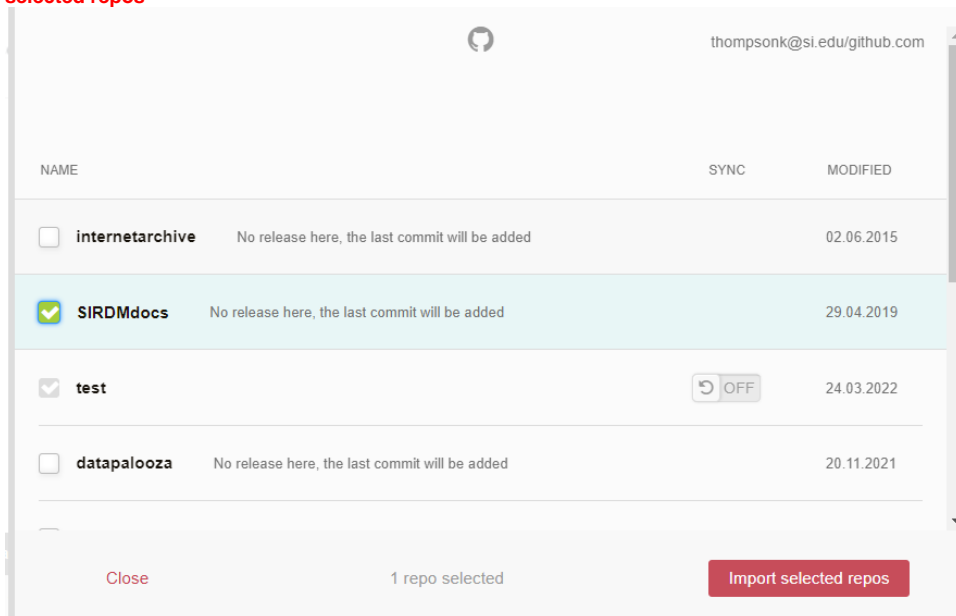 selected repos
thompsonk@si.edu/github.com
NAME SYNC MODIFIED
internetarchive No release here, the last commit will be added 02.06.2015
SIRDMdocs No release here, the last commit will be added 29.04.2019
test OFF 24.03.2022
datapalooza No release here, the last commit will be added 20.11.2021
Close 1 repo selected Import selected repos